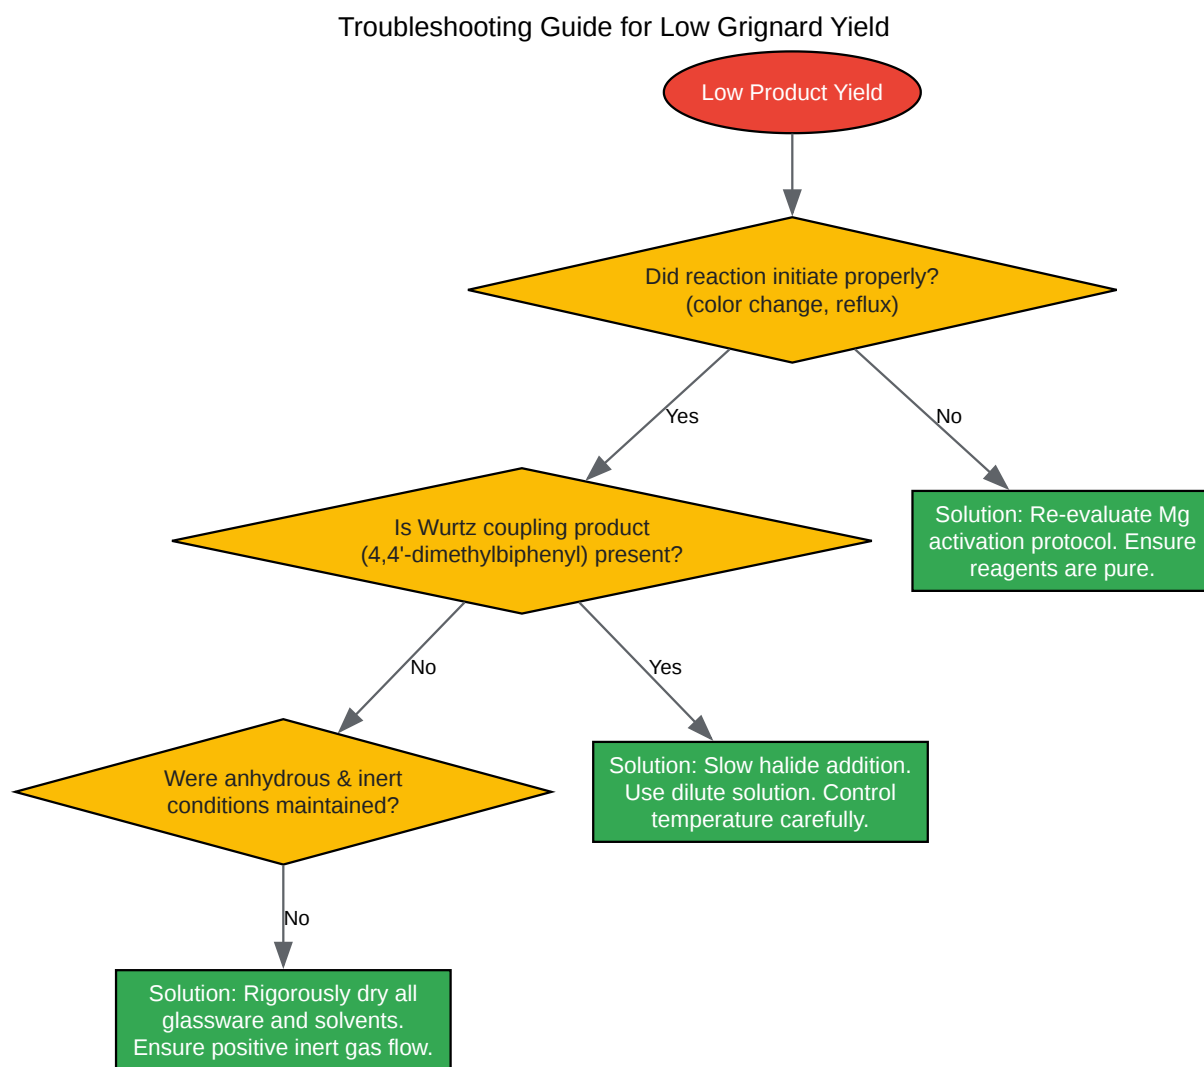 Troubleshooting Guide for Low Grignard Yield
Low Product Yield
Did reaction initiate properly?
(color change, reflux)
Yes
No
Is Wurtz coupling product
(4,4'-dimethylbiphenyl) present?
Solution: Re-evaluate Mg
activation protocol. Ensure
reagents are pure.
No
Yes
Were anhydrous & inert
conditions maintained?
Solution: Slow halide addition.
Use dilute solution. Control
temperature carefully.
No
Solution: Rigorously dry all
glassware and solvents.
Ensure positive inert gas flow.